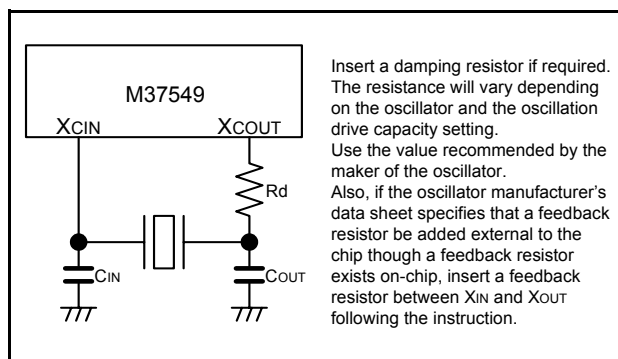 M37549
XCIN
XCOUT
Rd
CIN
COUT
Insert a damping resistor if required.
The resistance will vary depending
on the oscillator and the oscillation
drive capacity setting.
Use the value recommended by the
maker of the oscillator.
Also, if the oscillator manufacturer's
data sheet specifies that a feedback
resistor be added external to the
chip though a feedback resistor
exists on-chip, insert a feedback
resistor between XIN and XOUT
following the instruction.